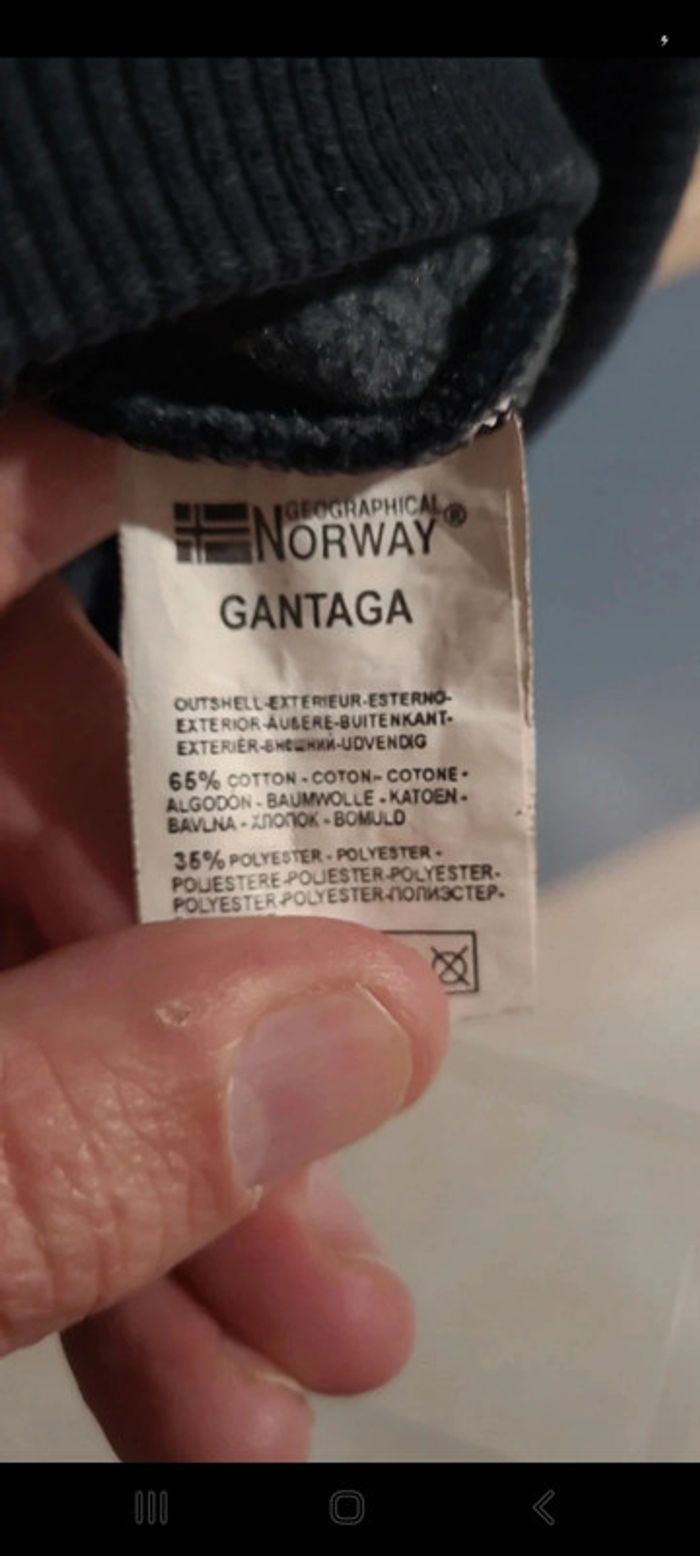 GEOGRAPHICAL
NORWAY®
GANTAGA
OUTSHELL-EXTERIEUR-ESTERNO-
EXTERIOR-ÄUßERE-BUITENKANT-
EXTERIÉR-ВНЕШНИЙ-UDVENDIG
65% COTTON - COTON - COTONE -
ALGODÓN - BAUMWOLLE - KATOEN -
BAVLNA - ХЛОПОК - BOMULD
35% POLYESTER - POLYESTER -
POLIESTERE-POLIESTER-POLYESTER-
POLYESTER-POLYESTER-ПОЛИЭСТЕР-